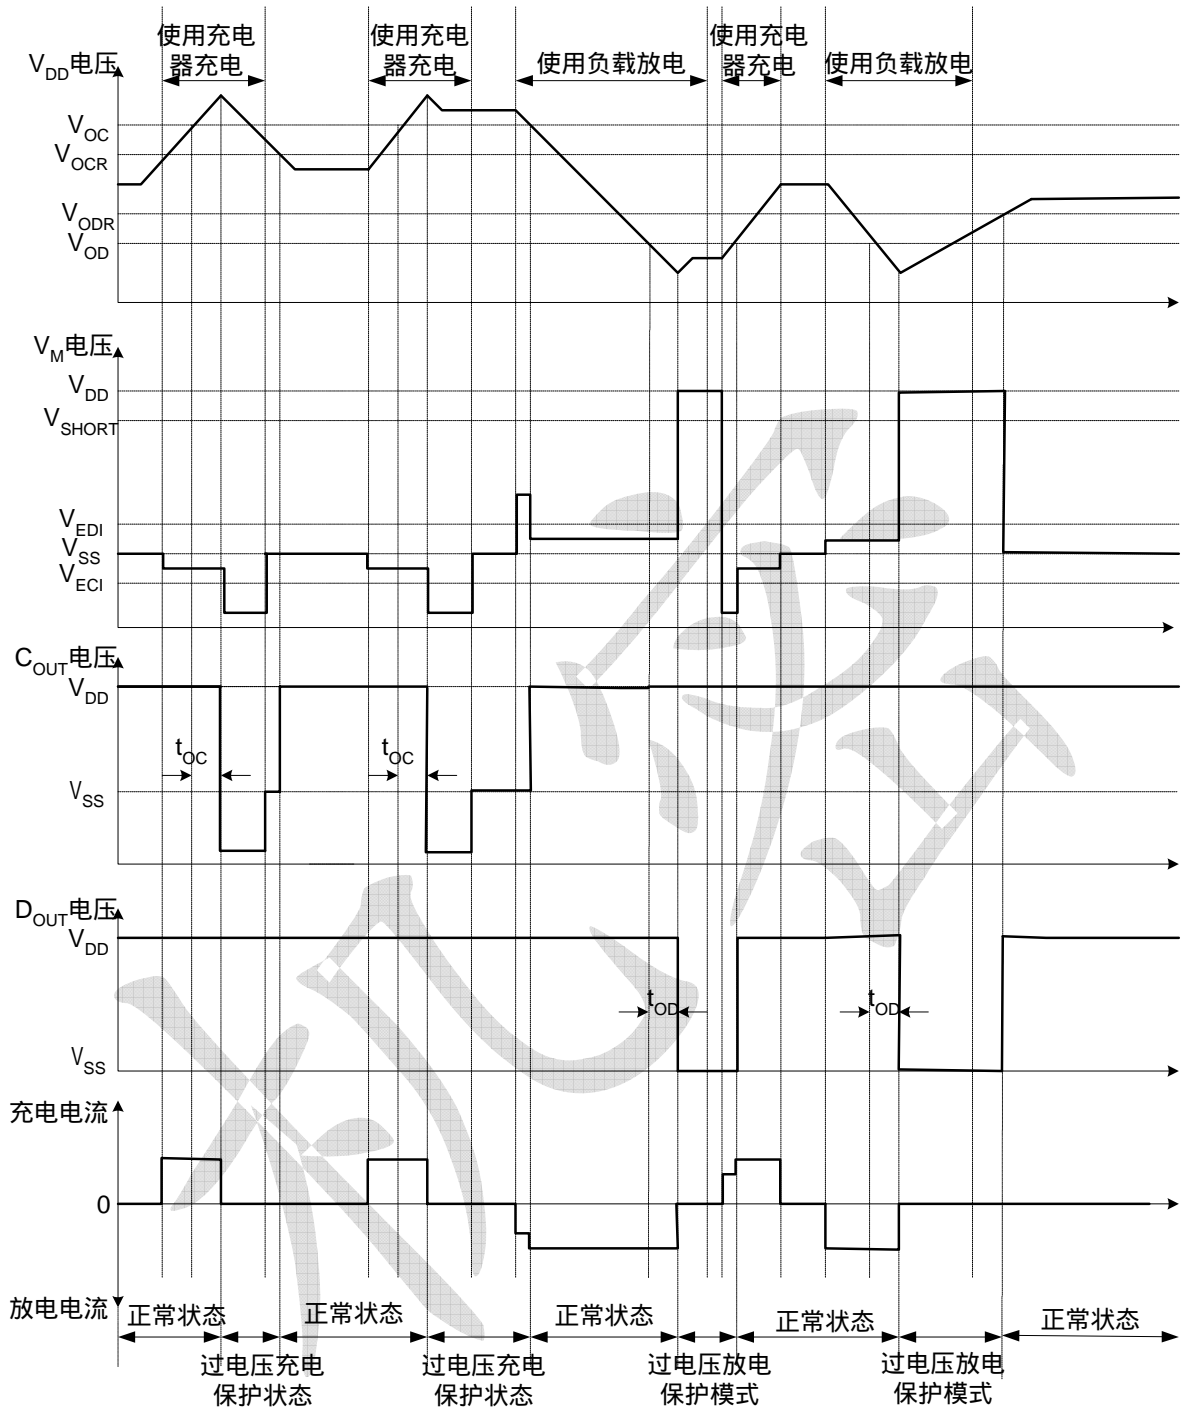 使用充电
器充电
使用充电
器充电
使用负载放电
使用充电
器充电
使用负载放电
VDD电压
VOC
VOCR
VODR
VOD
VM电压
VDD
VSHORT
VEDI
VSS
VECI
COUT电压
VDD
tOC
tOC
VSS
DOUT电压
VDD
tOD
tOD
VSS
充电电流
0
放电电流
正常状态
正常状态
正常状态
正常状态
正常状态
过电压充电
保护状态
过电压充电
保护状态
过电压放电
保护模式
过电压放电
保护模式
机密